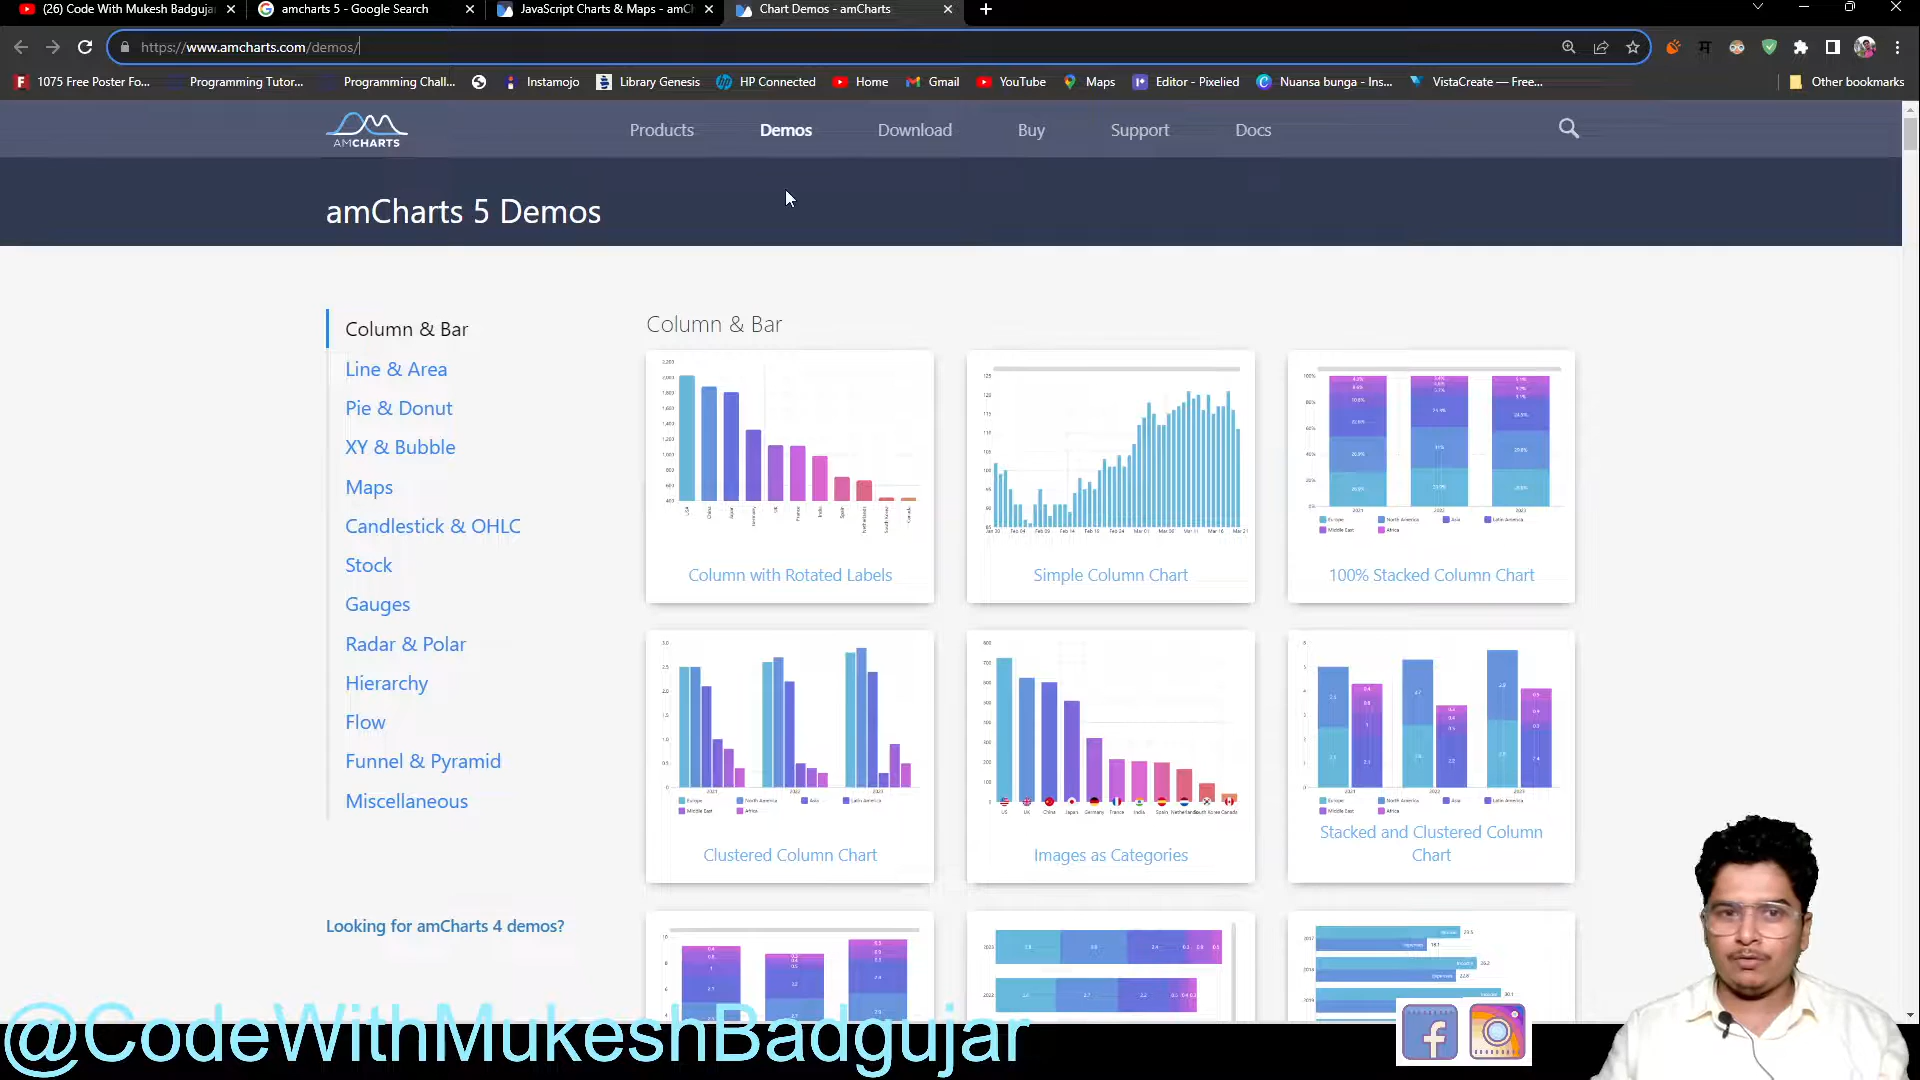 (26) Code With Mukesh Badguja
amcharts 5 - Google Search
JavaScript Charts & Maps - amC
Chart Demos - amCharts
https://www.amcharts.com/demos/
1075 Free Poster Fo...
Programming Tutor...
Programming Chall...
Instamojo
Library Genesis
HP Connected
Home
Gmail
YouTube
Maps
Editor - Pixelied
Nuansa bunga - Ins...
VistaCreate — Free...
Other bookmarks
AMCHARTS
Products
Demos
Download
Buy
Support
Docs
amCharts 5 Demos
Column & Bar
Line & Area
Pie & Donut
XY & Bubble
Maps
Candlestick & OHLC
Stock
Gauges
Radar & Polar
Hierarchy
Flow
Funnel & Pyramid
Miscellaneous
Looking for amCharts 4 demos?
Column & Bar
Column with Rotated Labels
Simple Column Chart
100% Stacked Column Chart
Clustered Column Chart
Images as Categories
Stacked and Clustered Column
Chart
@CodeWithMukeshBadgujar